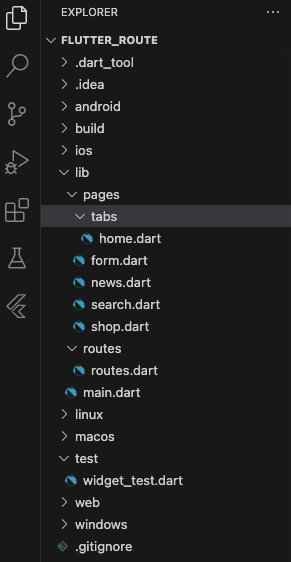 EXPLORER
FLUTTER_ROUTE
.dart_tool
.idea
android
build
ios
lib
pages
tabs
home.dart
form.dart
news.dart
search.dart
shop.dart
routes
routes.dart
main.dart
linux
macos
test
widget_test.dart
web
windows
.gitignore